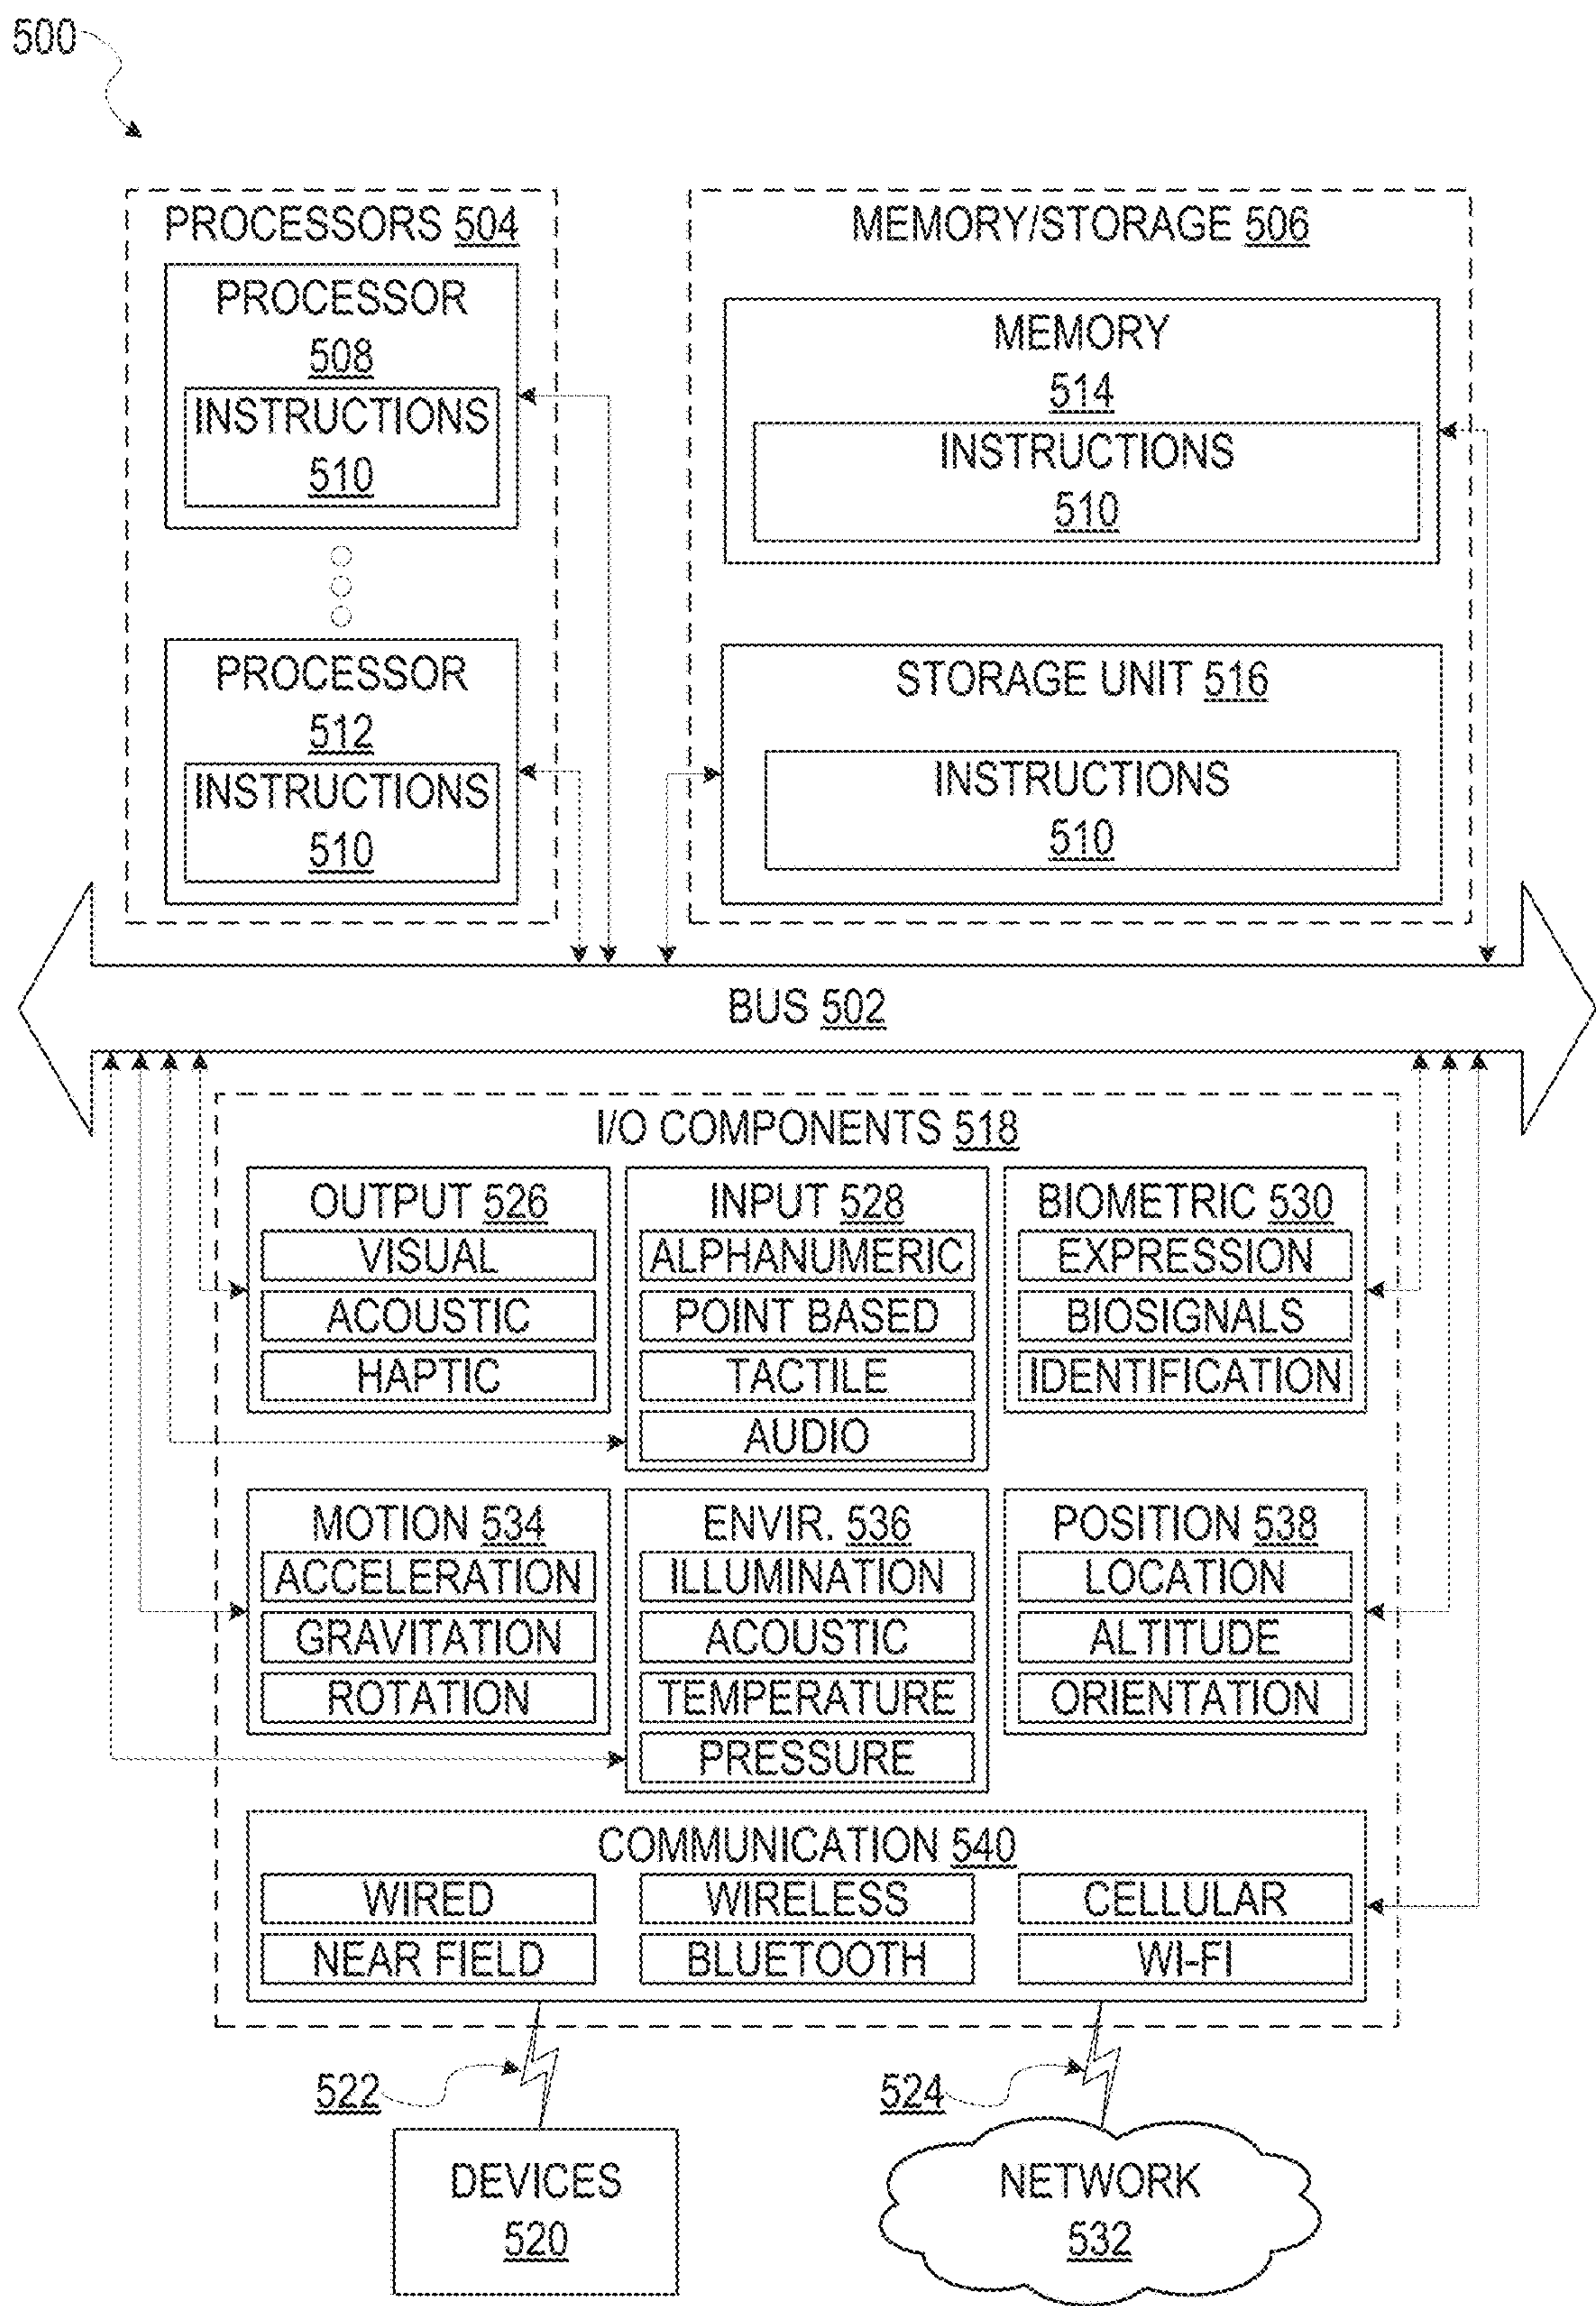 500
PROCESSORS 504
PROCESSOR
508
INSTRUCTIONS
510
PROCESSOR
512
INSTRUCTIONS
510
MEMORY/STORAGE 506
MEMORY
514
INSTRUCTIONS
510
STORAGE UNIT 516
INSTRUCTIONS
510
BUS 502
I/O COMPONENTS 518
OUTPUT 526
VISUAL
ACOUSTIC
HAPTIC
INPUT 528
ALPHANUMERIC
POINT BASED
TACTILE
AUDIO
BIOMETRIC 530
EXPRESSION
BIOSIGNALS
IDENTIFICATION
MOTION 534
ACCELERATION
GRAVITATION
ROTATION
ENVIR. 536
ILLUMINATION
ACOUSTIC
TEMPERATURE
PRESSURE
POSITION 538
LOCATION
ALTITUDE
ORIENTATION
COMMUNICATION 540
WIRED
WIRELESS
CELLULAR
NEAR FIELD
BLUETOOTH
WI-FI
522
524
DEVICES
520
NETWORK
532